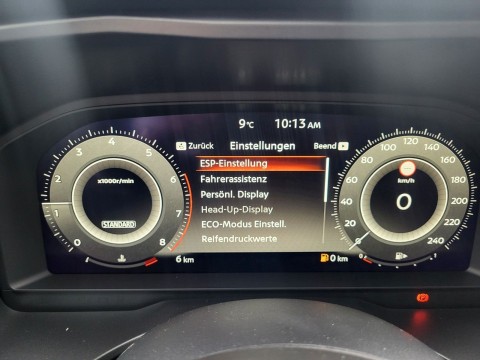 9°C 10:13 AM
Zurück Einstellungen Beend
ESP-Einstellung
Fahrerassistenz
Persönl. Display
Head-Up-Display
ECO-Modus Einstell.
Reifendruckwerte
x1000r/min
STANDARD
0 1 2 3 4 5 6 7 8
km/h
0
0 20 40 60 80 100 120 140 160 180 200 220 240
6 km
0 km